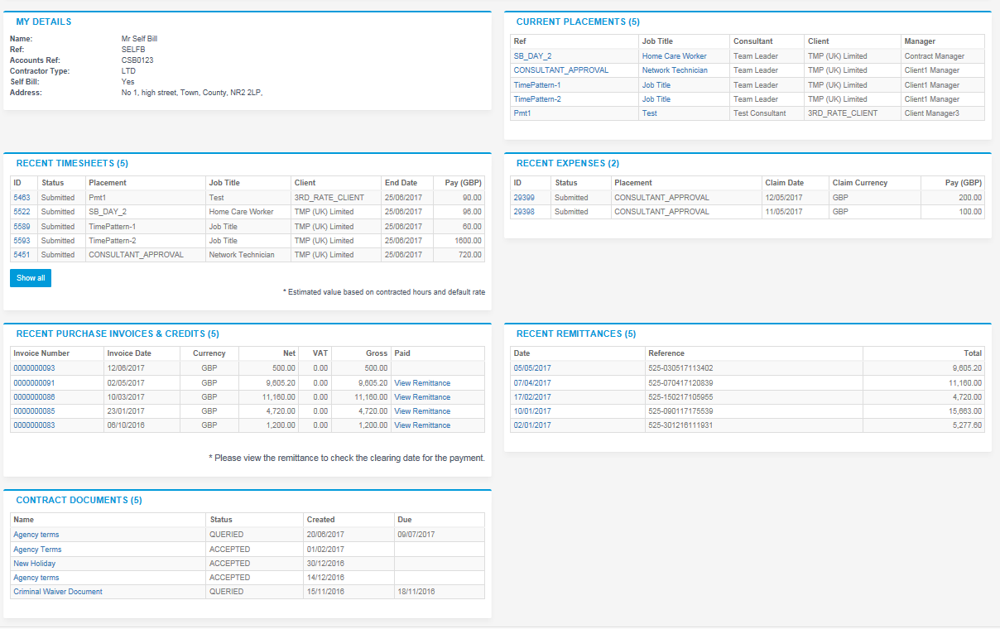 MY DETAILS
Name: Mr Self Bill
Ref: SELFB
Accounts Ref: CSB0123
Contractor Type: LTD
Self Bill: Yes
Address: No 1, high street, Town, County, NR2 2LP,
CURRENT PLACEMENTS (5)
Ref Job Title Consultant Client Manager
SB_DAY_2 Home Care Worker Team Leader TMP (UK) Limited Contract Manager
CONSULTANT_APPROVAL Network Technician Team Leader TMP (UK) Limited Client1 Manager
TimePattern-1 Job Title Team Leader TMP (UK) Limited Client1 Manager
TimePattern-2 Job Title Team Leader TMP (UK) Limited Client1 Manager
Pmt1 Test Test Consultant 3RD_RATE_CLIENT Client Manager3
RECENT TIMESHEETS (5)
ID Status Placement Job Title Client End Date Pay (GBP)
5463 Submitted Pmt1 Test 3RD_RATE_CLIENT 25/06/2017 90.00
5522 Submitted SB_DAY_2 Home Care Worker TMP (UK) Limited 25/06/2017 96.00
5589 Submitted TimePattern-1 Job Title TMP (UK) Limited 25/06/2017 60.00
5593 Submitted TimePattern-2 Job Title TMP (UK) Limited 25/06/2017 1600.00
5451 Submitted CONSULTANT_APPROVAL Network Technician TMP (UK) Limited 25/06/2017 720.00
Show all
* Estimated value based on contracted hours and default rate
RECENT EXPENSES (2)
ID Status Placement Claim Date Claim Currency Pay (GBP)
29399 Submitted CONSULTANT_APPROVAL 12/05/2017 GBP 200.00
29398 Submitted CONSULTANT_APPROVAL 11/05/2017 GBP 100.00
RECENT PURCHASE INVOICES & CREDITS (5)
Invoice Number Invoice Date Currency Net VAT Gross Paid
0000000093 12/06/2017 GBP 500.00 0.00 500.00
0000000091 02/05/2017 GBP 9,605.20 0.00 9,605.20 View Remittance
0000000086 10/03/2017 GBP 11,160.00 0.00 11,160.00 View Remittance
0000000085 23/01/2017 GBP 4,720.00 0.00 4,720.00 View Remittance
0000000083 06/10/2016 GBP 1,200.00 0.00 1,200.00 View Remittance
* Please view the remittance to check the clearing date for the payment.
RECENT REMITTANCES (5)
Date Reference Total
05/05/2017 525-030517113402 9,605.20
07/04/2017 525-070417120839 11,160.00
17/02/2017 525-150217105955 4,720.00
10/01/2017 525-090117175539 15,663.00
02/01/2017 525-301216111931 5,277.60
CONTRACT DOCUMENTS (5)
Name Status Created Due
Agency terms QUERIED 20/06/2017 09/07/2017
Agency Terms ACCEPTED 01/02/2017
New Holiday ACCEPTED 30/12/2016
Agency terms ACCEPTED 14/12/2016
Criminal Waiver Document QUERIED 15/11/2016 18/11/2016